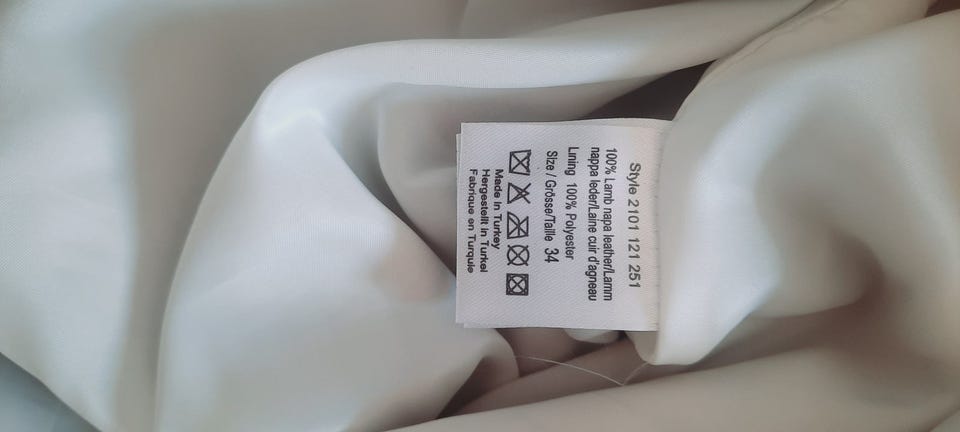 Style 2101 121 251
100% Lamb napa leather/Lamm
nappa leder/Laine cuir d'agneau
Lining 100% Polyester
Size / Grösse/Taille 34
Made in Turkey
Hergestellt in Turkei
Fabrique en Turquie